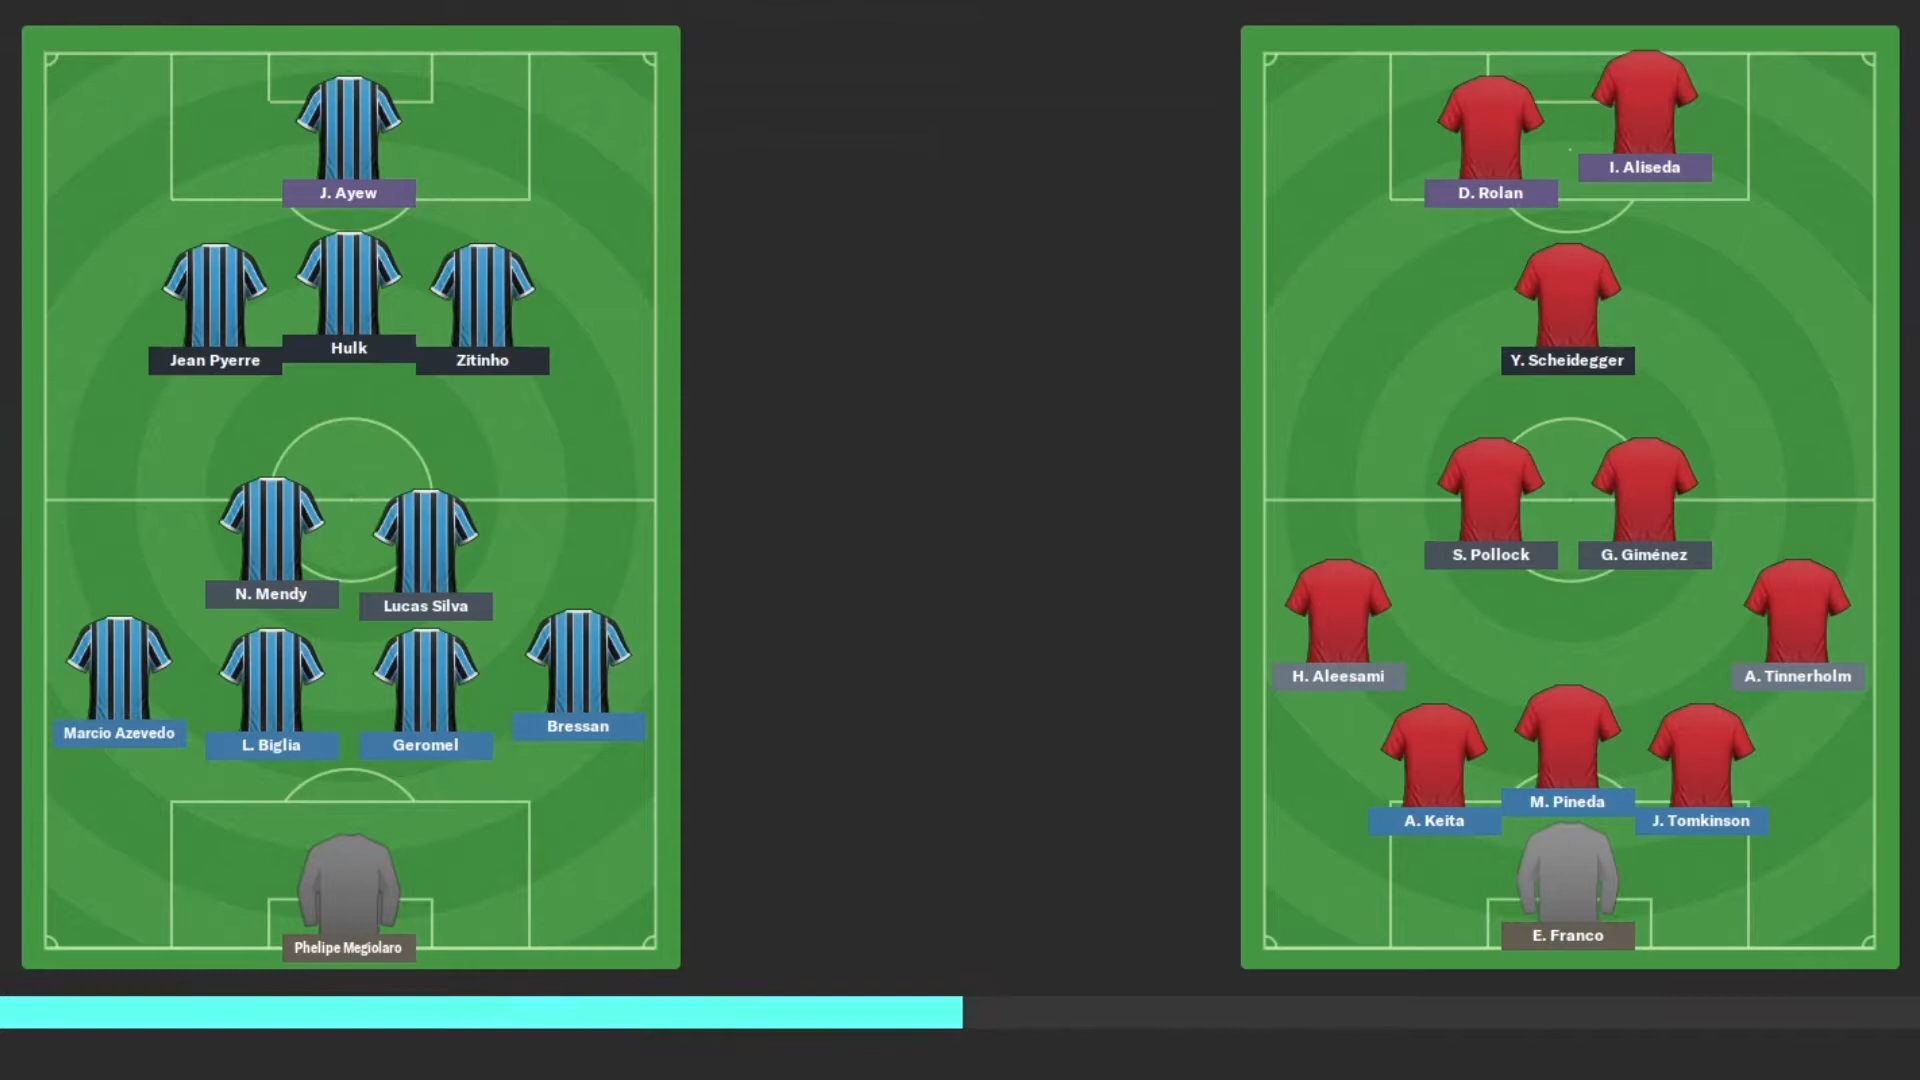 J. Ayew
Jean Pyerre
Hulk
Zitinho
N. Mendy
Lucas Silva
Marcio Azevedo
L. Biglia
Geromel
Bressan
Phelipe Megiolaro
D. Rolan
I. Aliseda
Y. Scheidegger
S. Pollock
G. Giménez
H. Aleesami
A. Tinnerholm
A. Keita
M. Pineda
J. Tomkinson
E. Franco